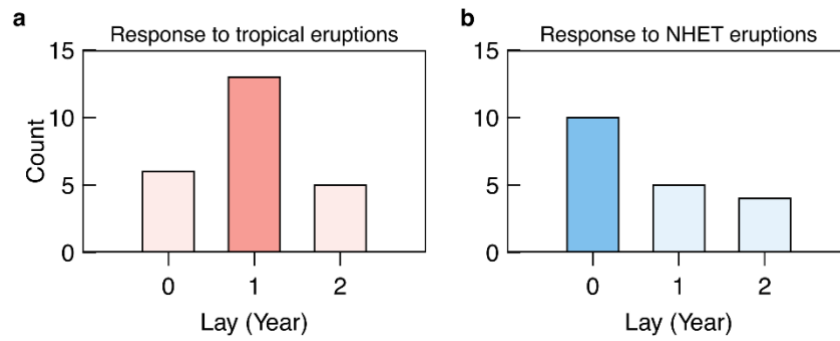 a
Response to tropical eruptions
15
10
5
0
Count
0 1 2
Lay (Year)
b
Response to NHET eruptions
15
10
5
0
0 1 2
Lay (Year)